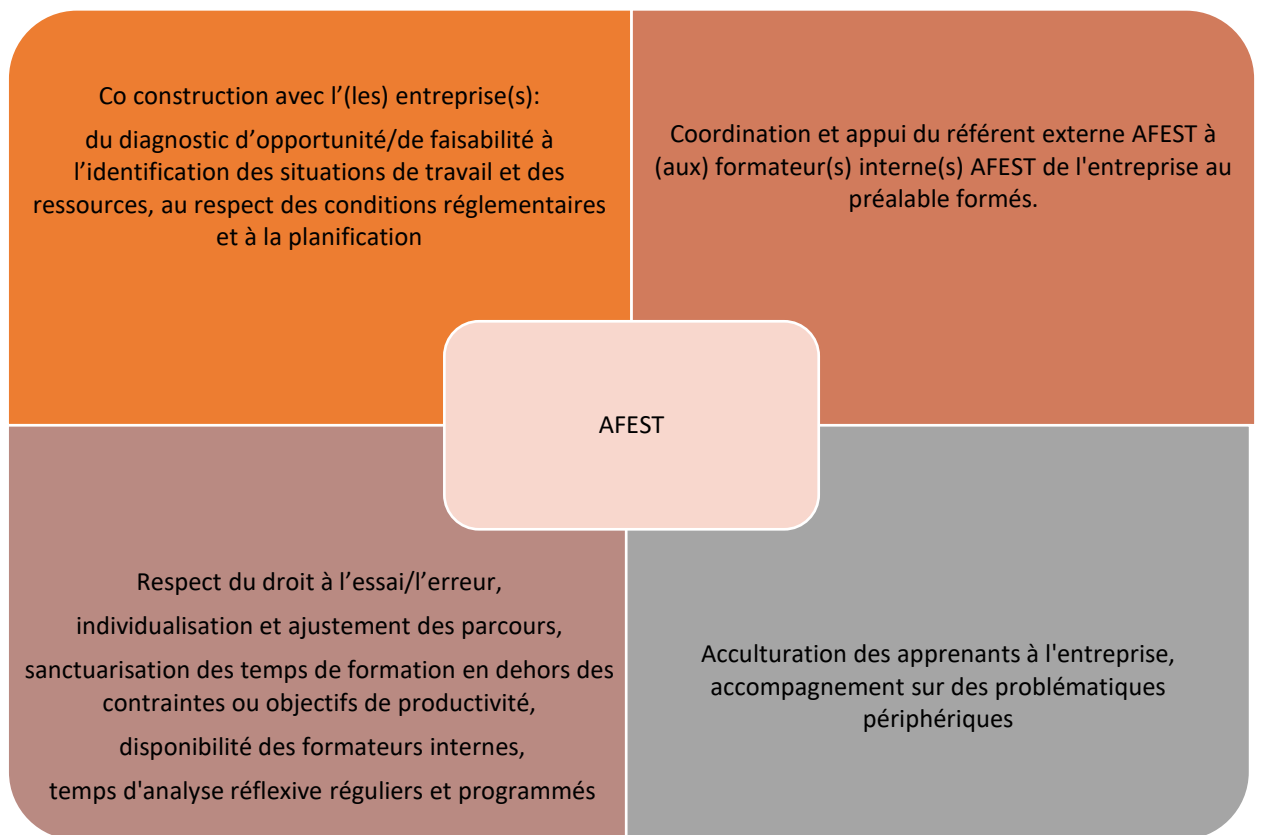 Co construction avec l’(les) entreprise(s):
du diagnostic d’opportunité/de faisabilité à
l’identification des situations de travail et des
ressources, au respect des conditions réglementaires
et à la planification
Coordination et appui du référent externe AFEST à
(aux) formateur(s) interne(s) AFEST de l'entreprise au
préalable formés.
AFEST
Respect du droit à l’essai/l’erreur,
individualisation et ajustement des parcours,
sanctuarisation des temps de formation en dehors des
contraintes ou objectifs de productivité,
disponibilité des formateurs internes,
temps d'analyse réflexive réguliers et programmés
Acculturation des apprenants à l'entreprise,
accompagnement sur des problématiques
périphériques